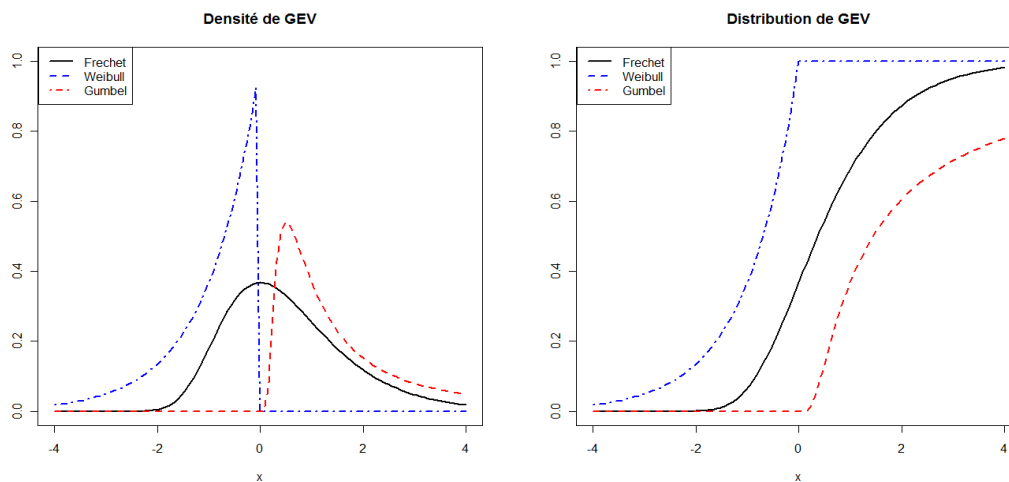 Densité de GEV
Frechet
Weibull
Gumbel
0.0
0.2
0.4
0.6
0.8
1.0
-4
-2
0
2
4
x
Distribution de GEV
Frechet
Weibull
Gumbel
0.0
0.2
0.4
0.6
0.8
1.0
-4
-2
0
2
4
x